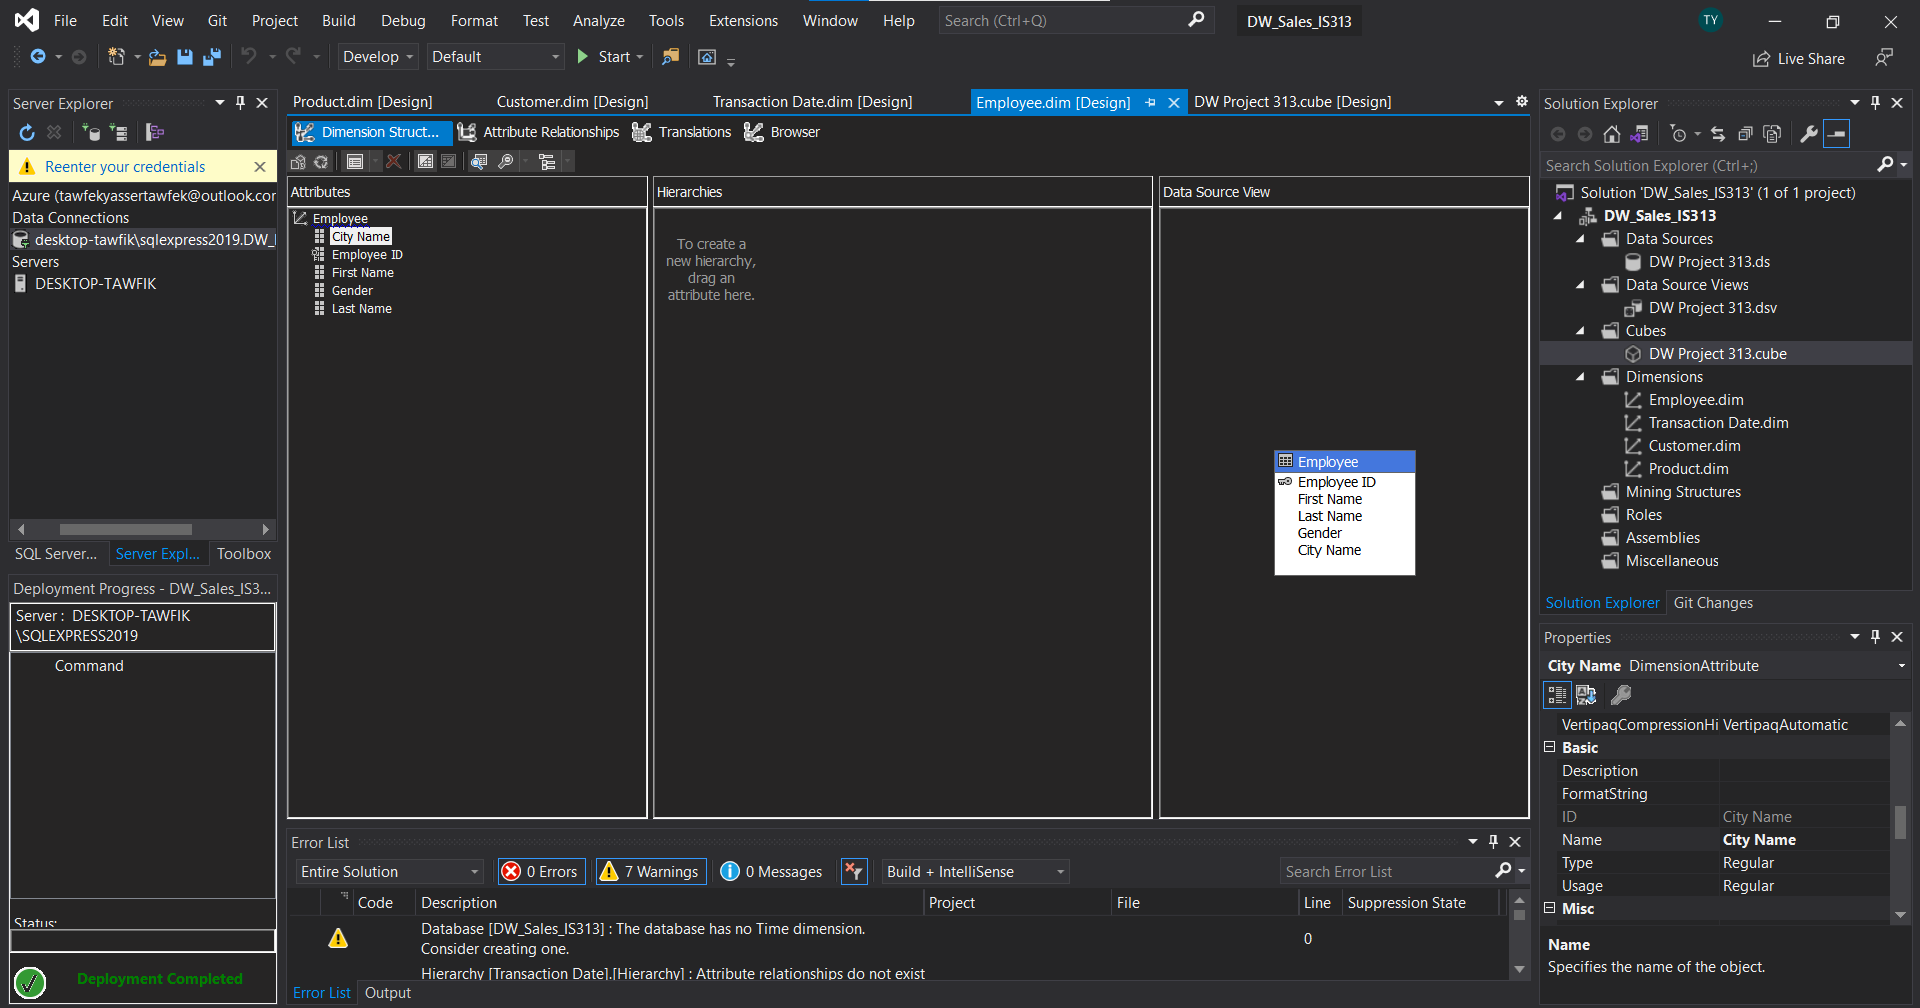 File Edit View Git Project Build Debug Format Test Analyze Tools Extensions Window Help Search (Ctrl+Q) DW_Sales_IS313 TY
Develop Default Start Live Share
Server Explorer
Reenter your credentials
Azure (tawfekyassertawfek@outlook.cor
Data Connections
desktop-tawfik\sqlexpress2019.DW_
Servers
DESKTOP-TAWFIK
SQL Server... Server Expl... Toolbox
Deployment Progress - DW_Sales_IS3...
Server : DESKTOP-TAWFIK
\SQLEXPRESS2019
Command
Status:
Deployment Completed
Product.dim [Design] Customer.dim [Design] Transaction Date.dim [Design] Employee.dim [Design] DW Project 313.cube [Design]
Dimension Struct... Attribute Relationships Translations Browser
Attributes
Employee
City Name
Employee ID
First Name
Gender
Last Name
Hierarchies
To create a
new hierarchy,
drag an
attribute here.
Data Source View
Employee
Employee ID
First Name
Last Name
Gender
City Name
Error List
Entire Solution 0 Errors 7 Warnings 0 Messages Build + IntelliSense Search Error List
Code Description Project File Line Suppression State
Database [DW_Sales_IS313] : The database has no Time dimension.
Consider creating one.
0
Hierarchy [Transaction Date].[Hierarchy] : Attribute relationships do not exist
Error List Output
Solution Explorer
Search Solution Explorer (Ctrl+;)
Solution 'DW_Sales_IS313' (1 of 1 project)
DW_Sales_IS313
Data Sources
DW Project 313.ds
Data Source Views
DW Project 313.dsv
Cubes
DW Project 313.cube
Dimensions
Employee.dim
Transaction Date.dim
Customer.dim
Product.dim
Mining Structures
Roles
Assemblies
Miscellaneous
Solution Explorer Git Changes
Properties
City Name DimensionAttribute
VertipaqCompressionHi VertipaqAutomatic
Basic
Description
FormatString
ID City Name
Name City Name
Type Regular
Usage Regular
Misc
Name
Specifies the name of the object.